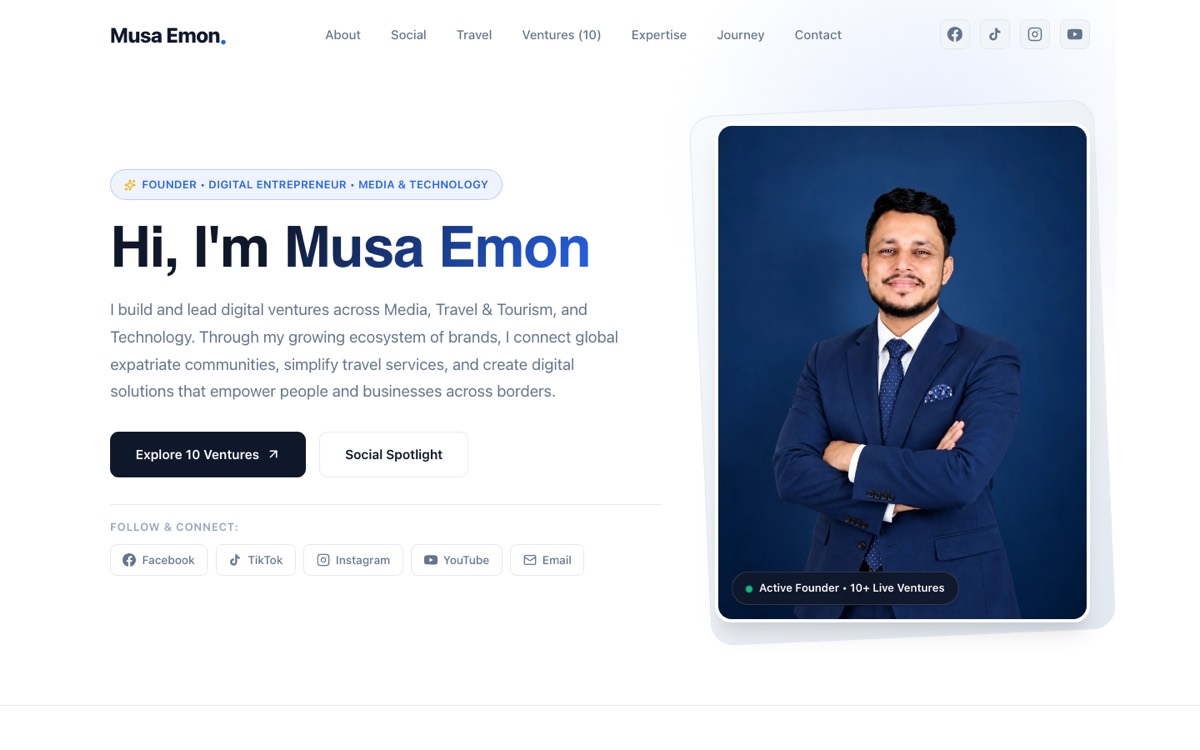 Musa Emon.
About Social Travel Ventures (10) Expertise Journey Contact
FOUNDER • DIGITAL ENTREPRENEUR • MEDIA & TECHNOLOGY
Hi, I'm Musa Emon
I build and lead digital ventures across Media, Travel & Tourism, and
Technology. Through my growing ecosystem of brands, I connect global
expatriate communities, simplify travel services, and create digital
solutions that empower people and businesses across borders.
Explore 10 Ventures
Social Spotlight
FOLLOW & CONNECT:
Facebook TikTok Instagram YouTube Email
Active Founder • 10+ Live Ventures